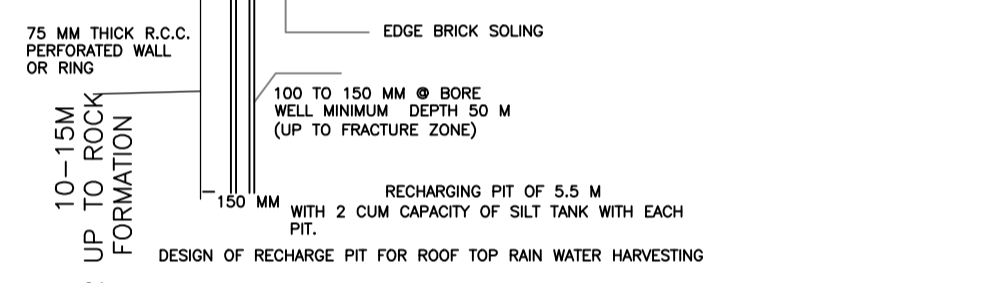 75 MM THICK R.C.C.
PERFORATED WALL
OR RING
EDGE BRICK SOLING
100 TO 150 MM @ BORE
WELL MINIMUM DEPTH 50 M
(UP TO FRACTURE ZONE)
10-15M
UP TO ROCK
FORMATION
150 MM
RECHARGING PIT OF 5.5 M
WITH 2 CUM CAPACITY OF SILT TANK WITH EACH
PIT.
DESIGN OF RECHARGE PIT FOR ROOF TOP RAIN WATER HARVESTING